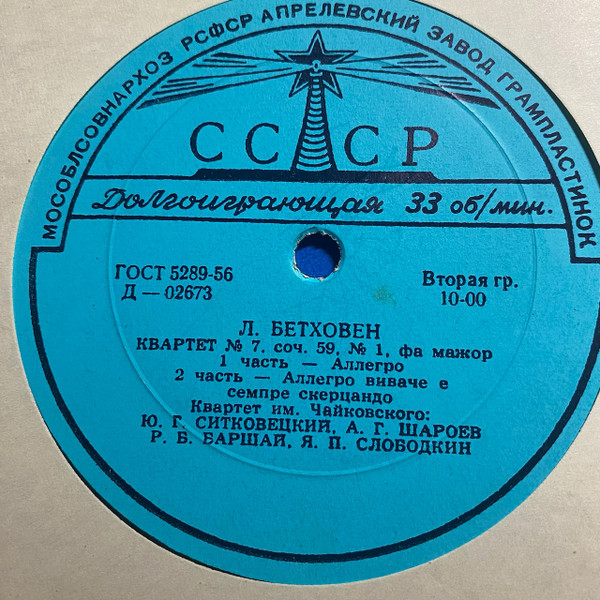 МОСОБЛСОВНАРХОЗ РСФСР АПРЕЛЕВСКИЙ ЗАВОД ГРАМПЛАСТИНОК
СССР
Долгоиграющая 33 об/мин.
ГОСТ 5289-56
Д — 02673
Вторая гр.
10-00
Л. БЕТХОВЕН
КВАРТЕТ № 7, соч. 59, № 1, фа мажор
1 часть — Аллегро
2 часть — Аллегро виваче е
семпре скерцандо
Квартет им. Чайковского:
Ю. Г. СИТКОВЕЦКИЙ, А. Г. ШАРОЕВ
Р. Б. БАРШАЙ, Я. П. СЛОБОДКИН